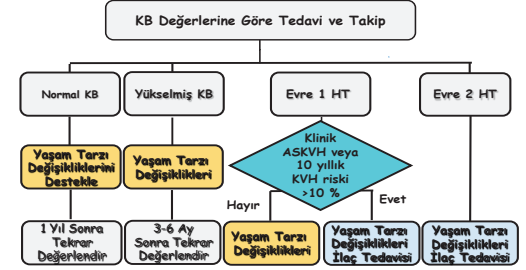 KB Değerlerine Göre Tedavi ve Takip
Normal KB
Yükselmiş KB
Evre 1 HT
Evre 2 HT
Yaşam Tarzı
Değişikliklerini
Destekle
Yaşam Tarzı
Değişiklikleri
Klinik
ASKVH veya
10 yıllık
KVH riski
>10 %
Hayır
Evet
1 Yıl Sonra
Tekrar
Değerlendir
3-6 Ay
Sonra Tekrar
Değerlendir
Yaşam Tarzı
Değişiklikleri
Yaşam Tarzı
Değişiklikleri
İlaç Tedavisi
Yaşam Tarzı
Değişiklikleri
İlaç Tedavisi